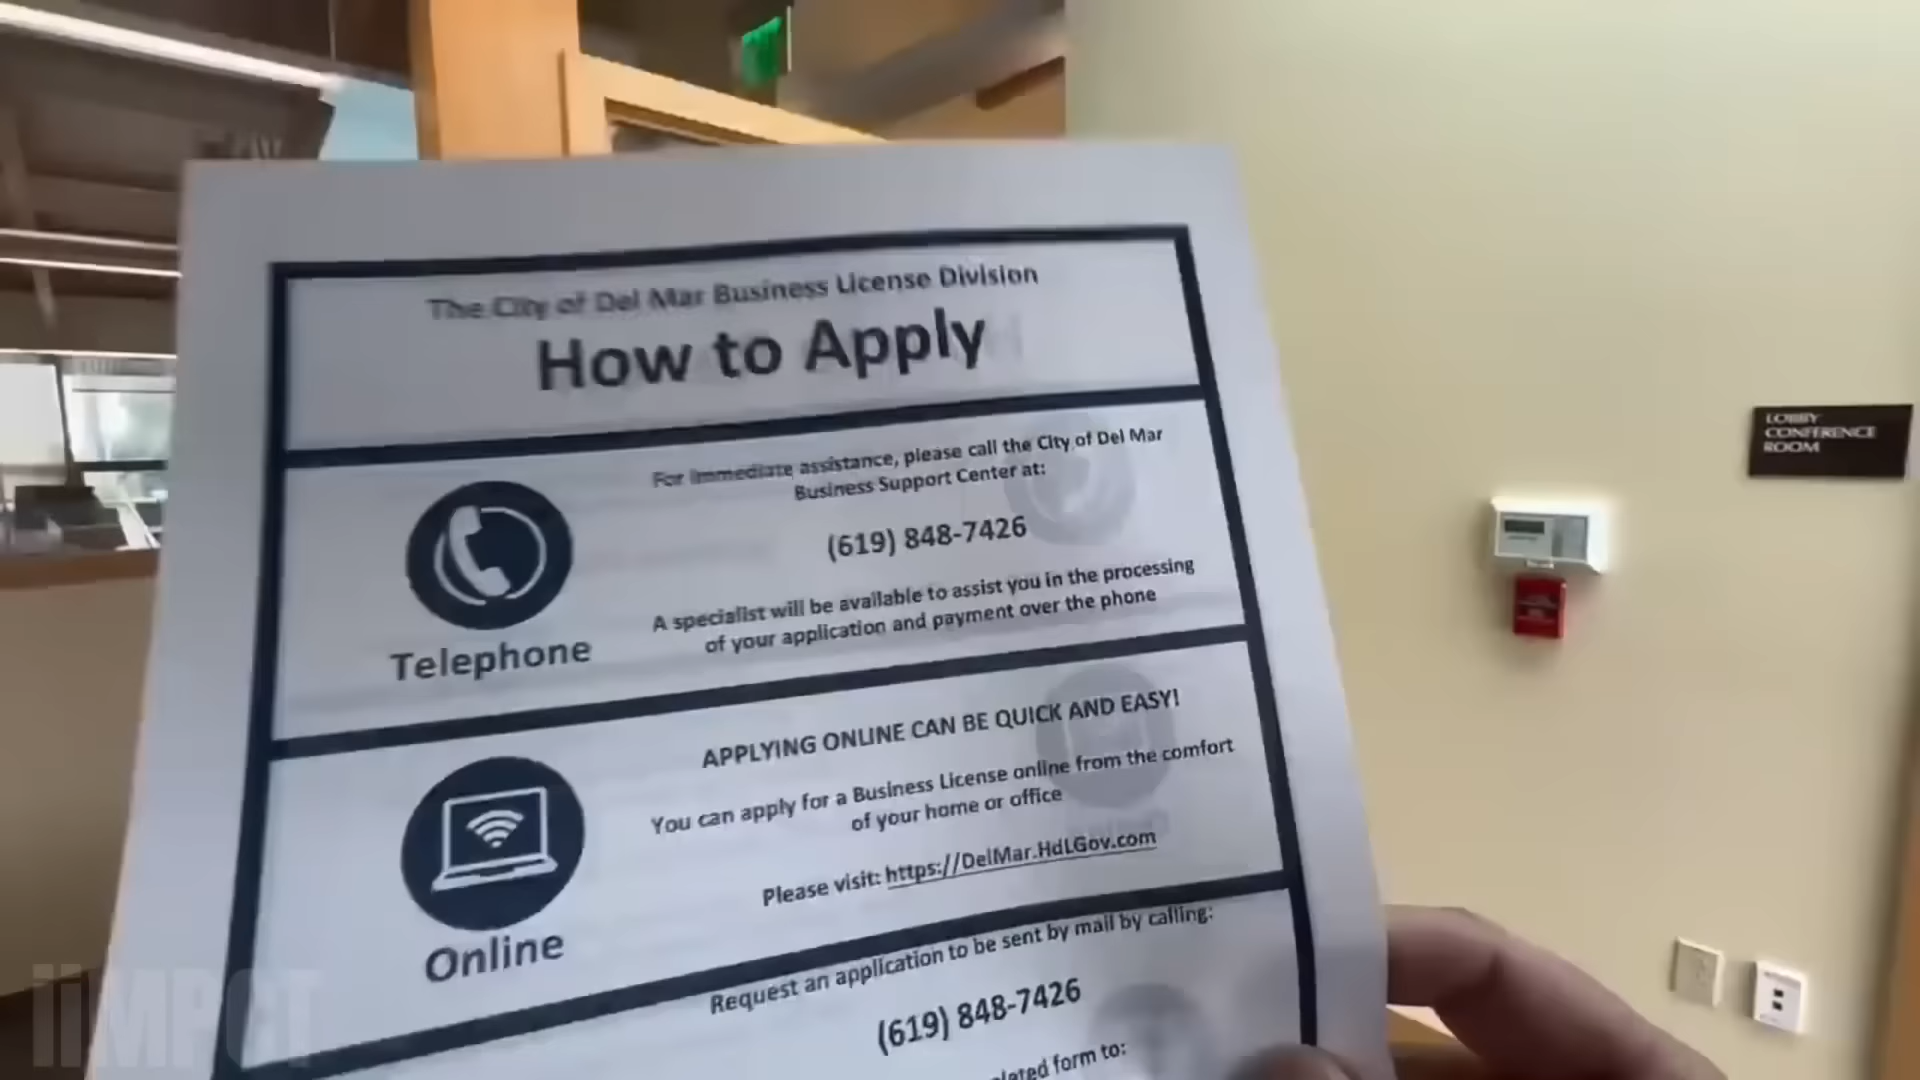 The City of Del Mar Business License Division
How to Apply
For immediate assistance, please call the City of Del Mar
Business Support Center at:
(619) 848-7426
A specialist will be available to assist you in the processing
of your application and payment over the phone
Telephone
APPLYING ONLINE CAN BE QUICK AND EASY!
You can apply for a Business License online from the comfort
of your home or office
Please visit: https://DelMar.HdLGov.com
Online
Request an application to be sent by mail by calling:
(619) 848-7426
form to:
LOBBY
CONFERENCE
ROOM
iiMPCT